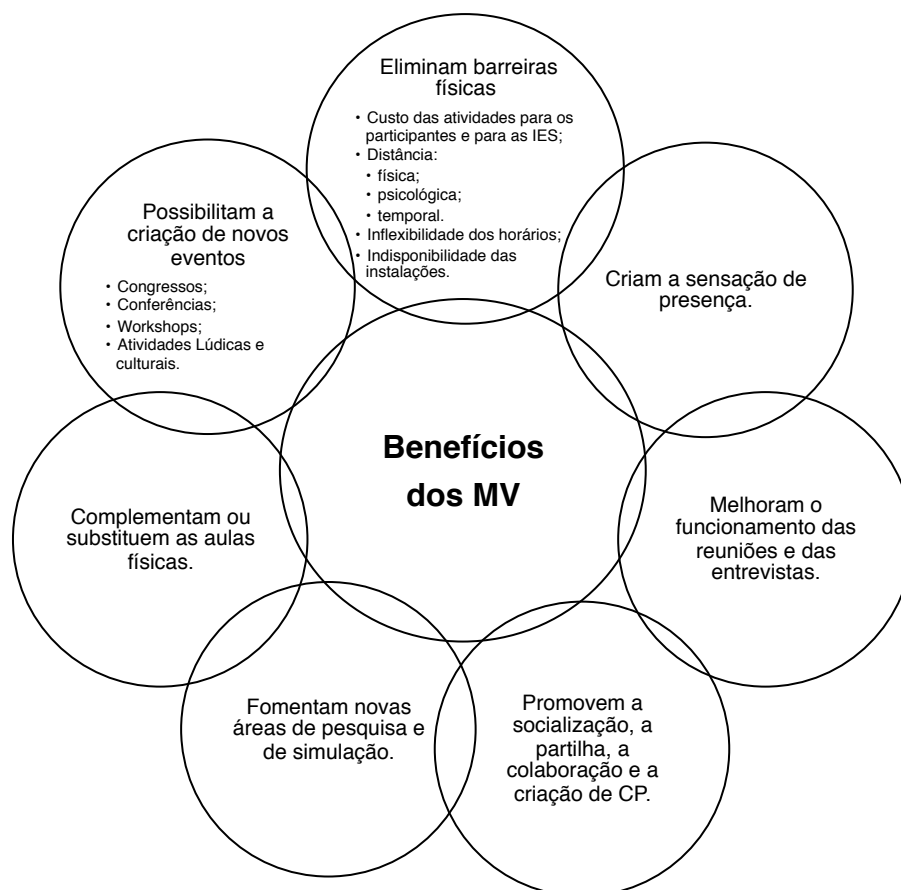 Eliminam barreiras
físicas
• Custo das atividades para os
participantes e para as IES;
• Distância:
• física;
• psicológica;
• temporal.
• Inflexibilidade dos horários;
• Indisponibilidade das
instalações.
Criam a sensação de
presença.
Melhoram o
funcionamento das
reuniões e das
entrevistas.
Promovem a
socialização, a
partilha, a
colaboração e a
criação de CP.
Fomentam novas
áreas de pesquisa e
de simulação.
Complementam ou
substituem as aulas
físicas.
Possibilitam a
criação de novos
eventos
• Congressos;
• Conferências;
• Workshops;
• Atividades Lúdicas e
culturais.
Benefícios
dos MV